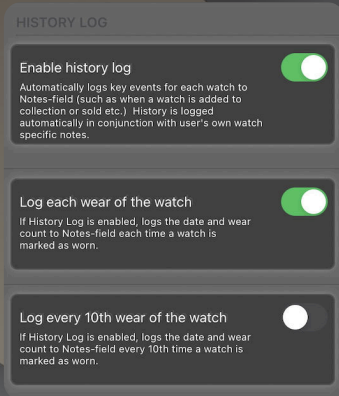 HISTORY LOG
Enable history log
Automatically logs key events for each watch to
Notes-field (such as when a watch is added to
collection or sold etc.) History is logged
automatically in conjunction with user's own watch
specific notes.
Log each wear of the watch
If History Log is enabled, logs the date and wear
count to Notes-field each time a watch is
marked as worn.
Log every 10th wear of the watch
If History Log is enabled, logs the date and wear
count to Notes-field every 10th time a watch is
marked as worn.